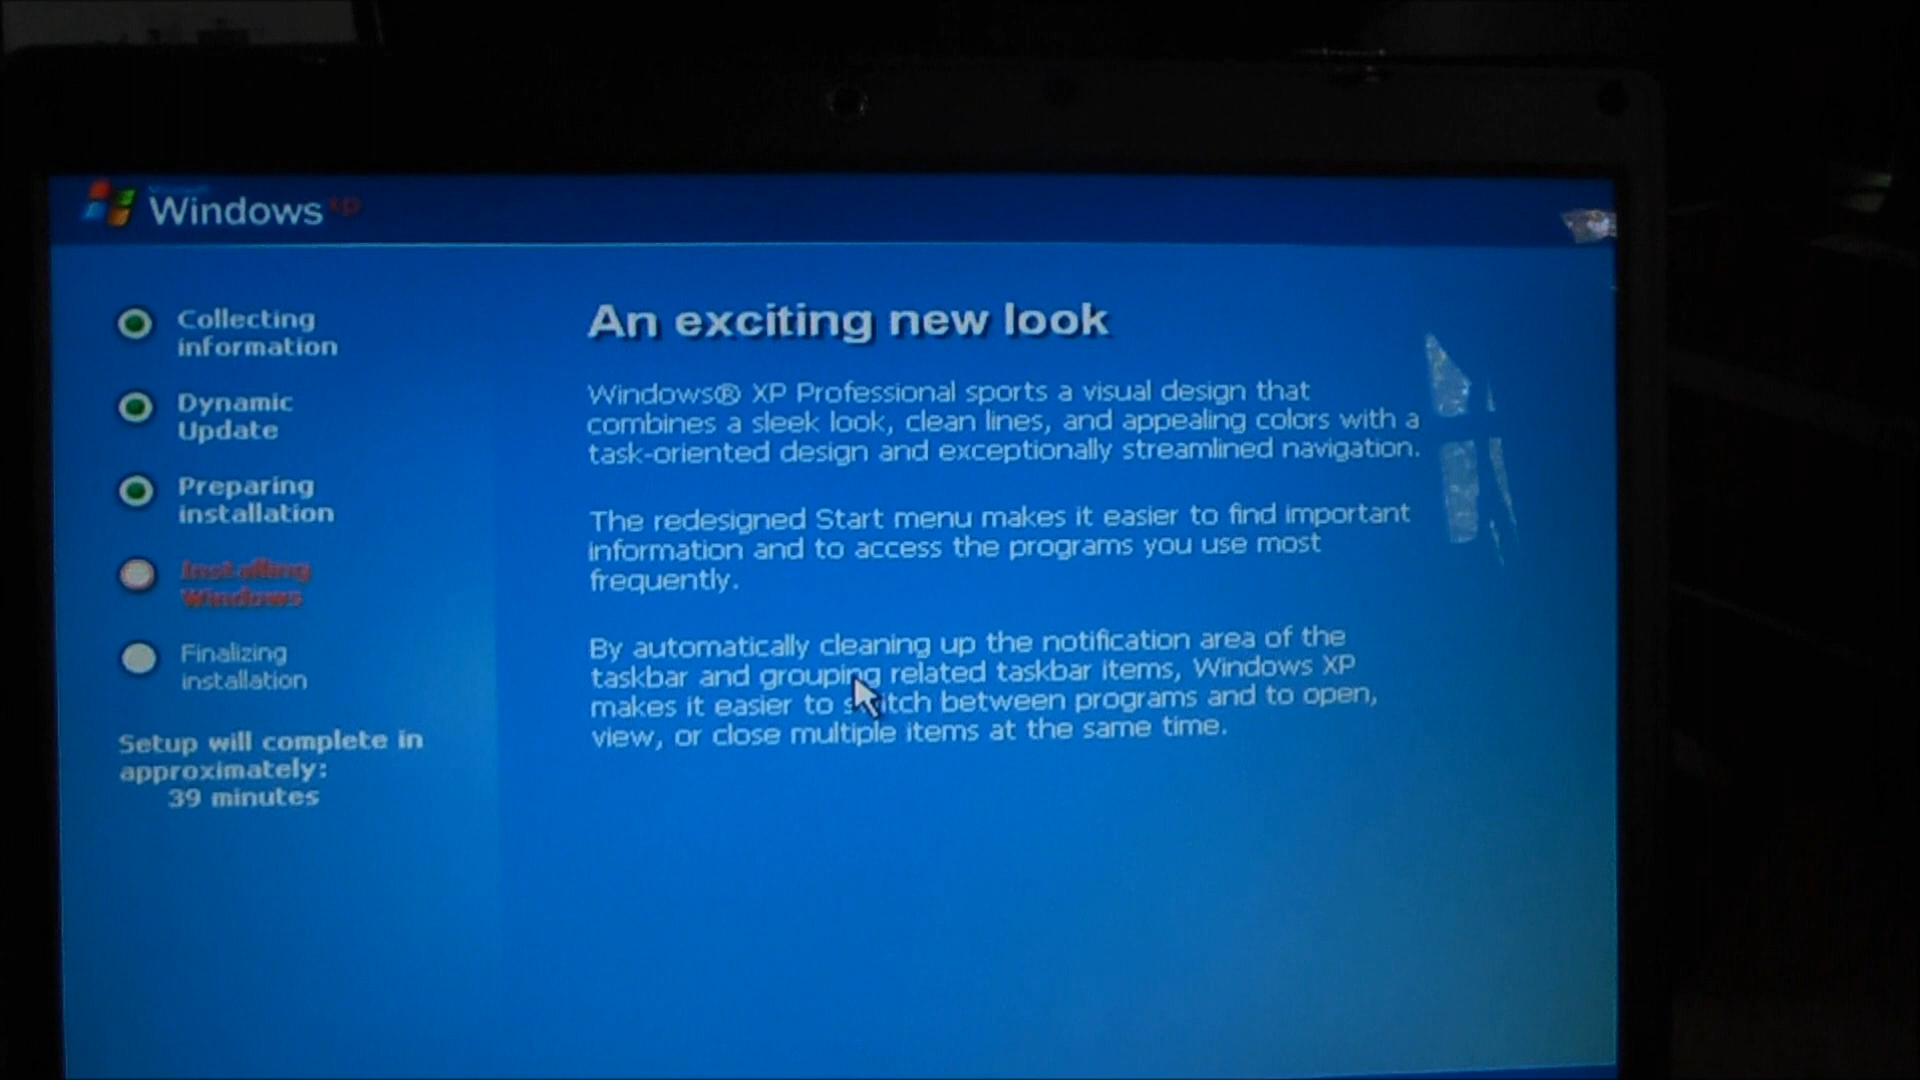 Microsoft
Windows xp
Collecting
information
Dynamic
Update
Preparing
installation
Installing
Windows
Finalizing
installation
Setup will complete in
approximately:
39 minutes
An exciting new look
Windows® XP Professional sports a visual design that
combines a sleek look, clean lines, and appealing colors with a
task-oriented design and exceptionally streamlined navigation.
The redesigned Start menu makes it easier to find important
information and to access the programs you use most
frequently.
By automatically cleaning up the notification area of the
taskbar and grouping related taskbar items, Windows XP
makes it easier to switch between programs and to open,
view, or close multiple items at the same time.